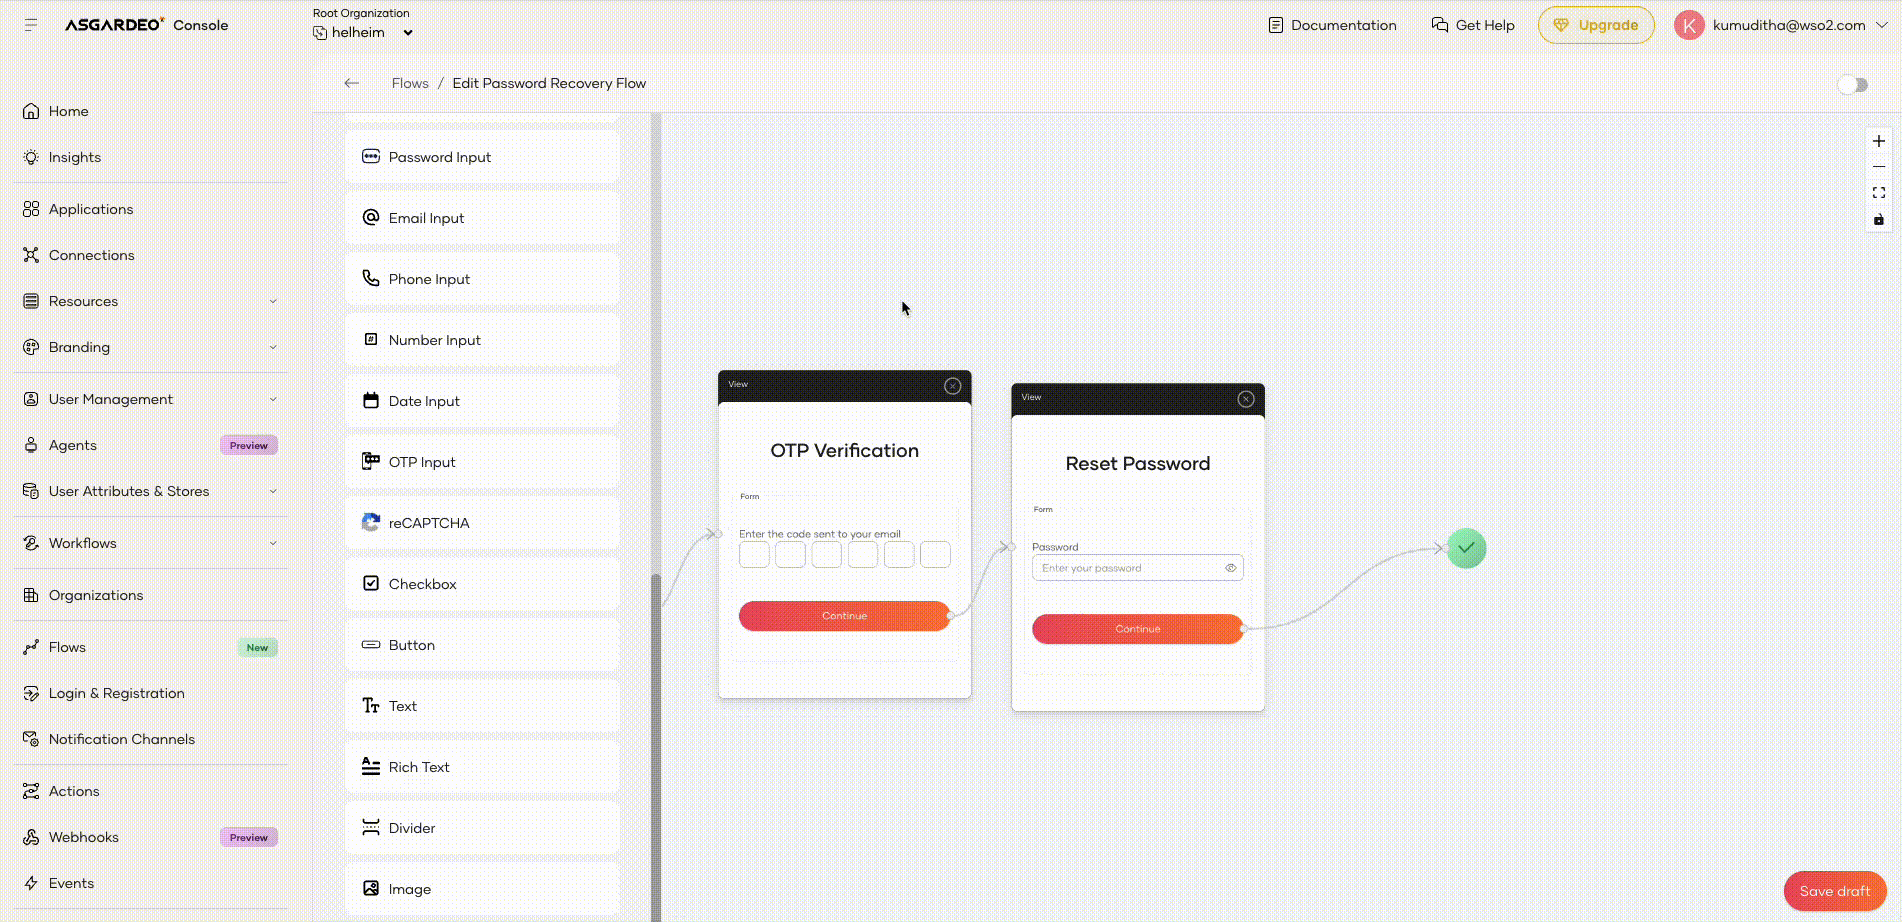 ASGARDEO Console
Root Organization
helheim
Documentation
Get Help
Upgrade
K
kumuditha@wso2.com
Flows / Edit Password Recovery Flow
Home
Insights
Applications
Connections
Resources
Branding
User Management
Agents Preview
User Attributes & Stores
Workflows
Organizations
Flows New
Login & Registration
Notification Channels
Actions
Webhooks Preview
Events
Password Input
Email Input
Phone Input
Number Input
Date Input
OTP Input
reCAPTCHA
Checkbox
Button
Text
Rich Text
Divider
Image
View
OTP Verification
Form
Enter the code sent to your email
Continue
View
Reset Password
Form
Password
Enter your password
Continue
Save draft